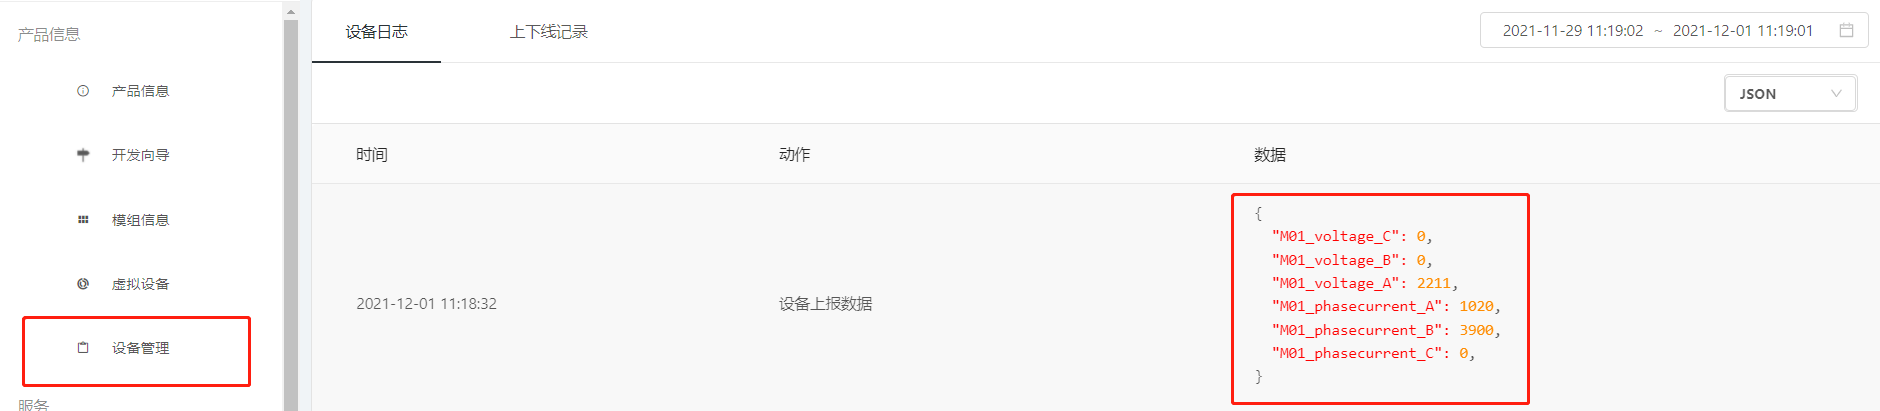 产品信息
产品信息
开发向导
模组信息
虚拟设备
设备管理
服务
设备日志 上下线记录
2021-11-29 11:19:02 ~ 2021-12-01 11:19:01
JSON
时间 动作 数据
2021-12-01 11:18:32 设备上报数据
{
"M01_voltage_C": 0,
"M01_voltage_B": 0,
"M01_voltage_A": 2211,
"M01_phasecurrent_A": 1020,
"M01_phasecurrent_B": 3900,
"M01_phasecurrent_C": 0,
}